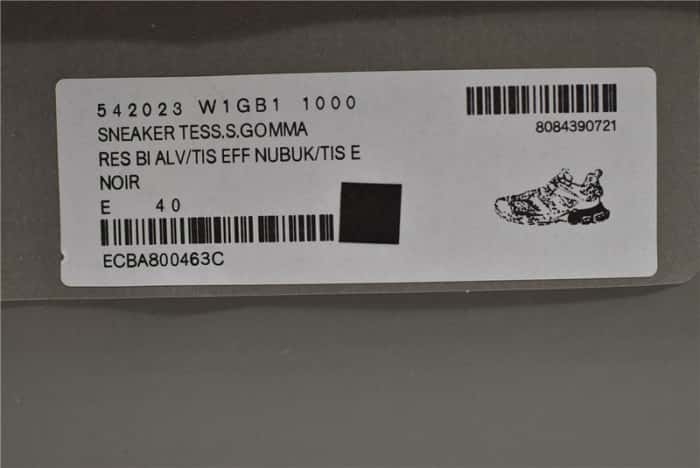 542023 W1GB1 1000
8084390721
SNEAKER TESS.S.GOMMA
RES BI ALV/TIS EFF NUBUK/TIS E
NOIR
E 40
ECBA800463C